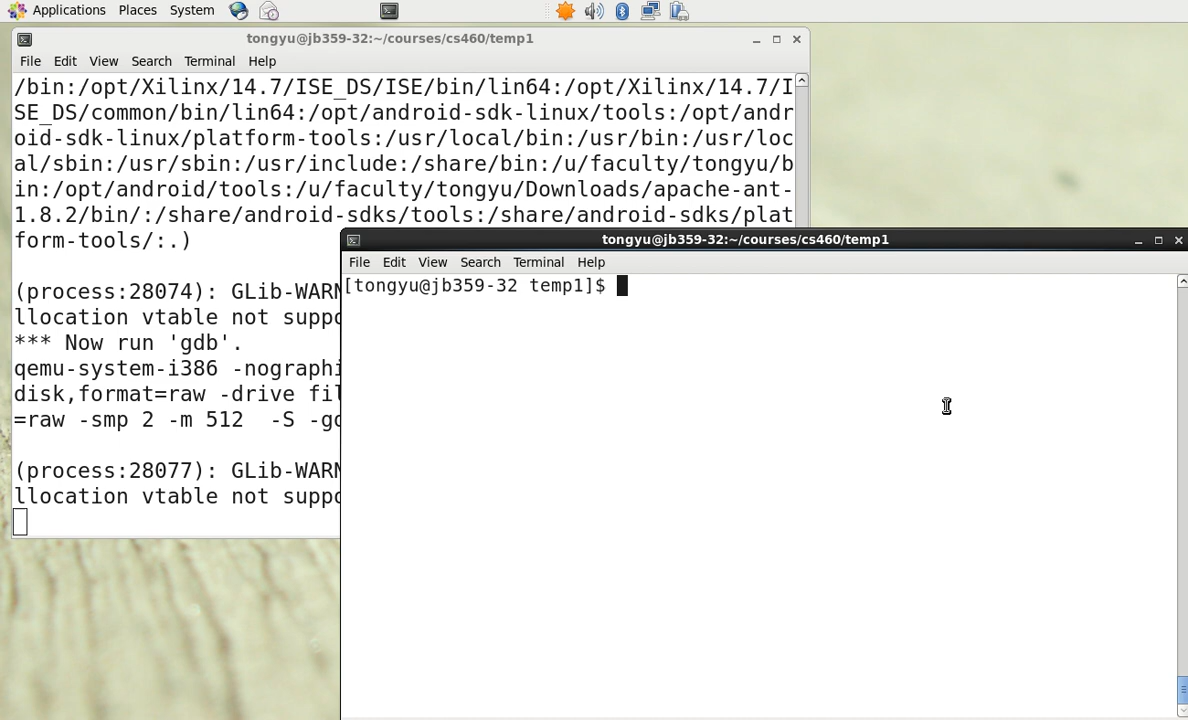 Applications Places System
tongyu@jb359-32:~/courses/cs460/temp1
File Edit View Search Terminal Help
/bin:/opt/Xilinx/14.7/ISE_DS/ISE/bin/lin64:/opt/Xilinx/14.7/I
SE_DS/common/bin/lin64:/opt/android-sdk-linux/tools:/opt/andr
oid-sdk-linux/platform-tools:/usr/local/bin:/usr/bin:/usr/loc
al/sbin:/usr/sbin:/usr/include:/share/bin:/u/faculty/tongyu/b
in:/opt/android/tools:/u/faculty/tongyu/Downloads/apache-ant-
1.8.2/bin/:/share/android-sdks/tools:/share/android-sdks/plat
form-tools/:.)
(process:28074): GLib-WARN
llocation vtable not suppo
*** Now run 'gdb'.
qemu-system-i386 -nographi
disk,format=raw -drive fil
=raw -smp 2 -m 512  -S -gd
(process:28077): GLib-WARN
llocation vtable not suppo
tongyu@jb359-32:~/courses/cs460/temp1
File Edit View Search Terminal Help
[tongyu@jb359-32 temp1]$